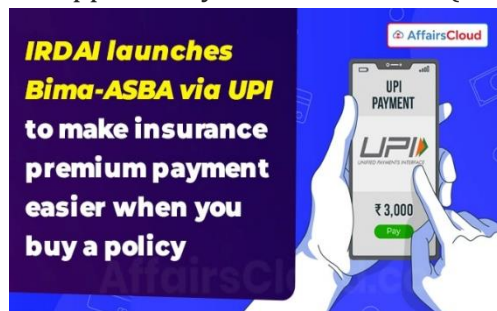 AffairsCloud
IRDAI launches
Bima-ASBA via UPI
to make insurance
premium payment
easier when you
buy a policy
UPI
PAYMENT
UPI
UNIFIED PAYMENTS INTERFACE
₹ 3,000
Pay